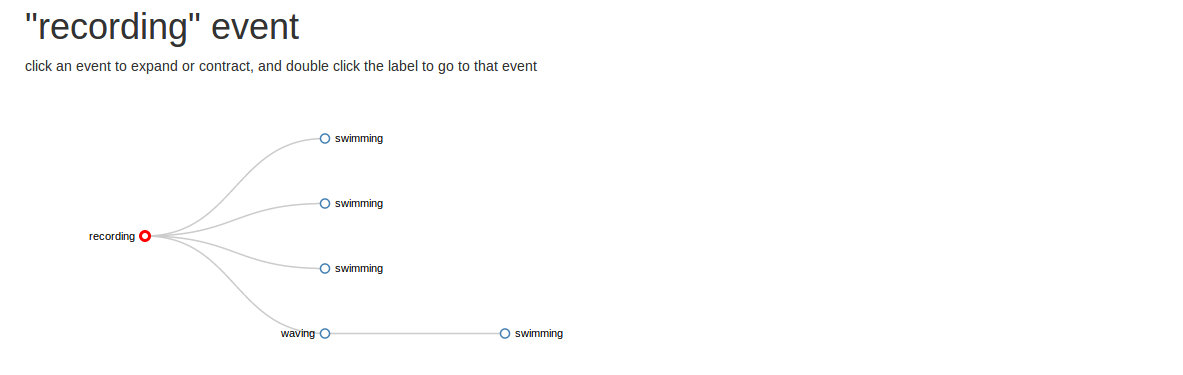 "recording" event
click an event to expand or contract, and double click the label to go to that event
swimming
swimming
recording
swimming
waving swimming